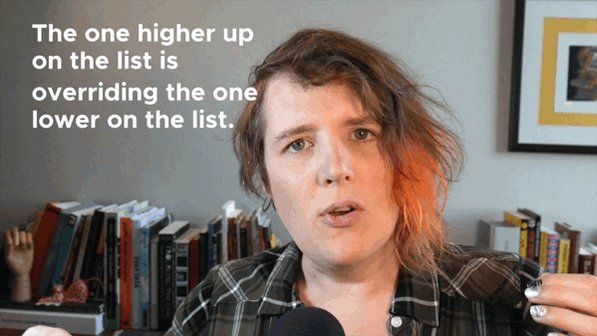 The one higher up
on the list is
overriding the one
lower on the list.